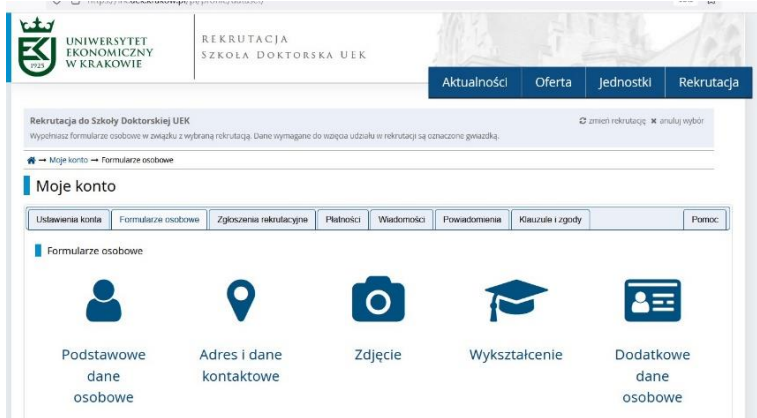 UNIWERSYTET
EKONOMICZNY
W KRAKOWIE
1925
REKRUTACJA
SZKOŁA DOKTORSKA UEK
Aktualności Oferta Jednostki Rekrutacja
Rekrutacja do Szkoły Doktorskiej UEK
zmień rekrutację anuluj wybór
Wypełniasz formularze osobowe w związku z wybraną rekrutacją. Dane wymagane do wzięcia udziału w rekrutacji są oznaczone gwiazdką.
→ Moje konto → Formularze osobowe
Moje konto
Ustawienia konta Formularze osobowe Zgłoszenia rekrutacyjne Płatności Wiadomości Powiadomienia Klauzule i zgody Pomoc
Formularze osobowe
Podstawowe dane osobowe
Adres i dane kontaktowe
Zdjęcie
Wykształcenie
Dodatkowe dane osobowe